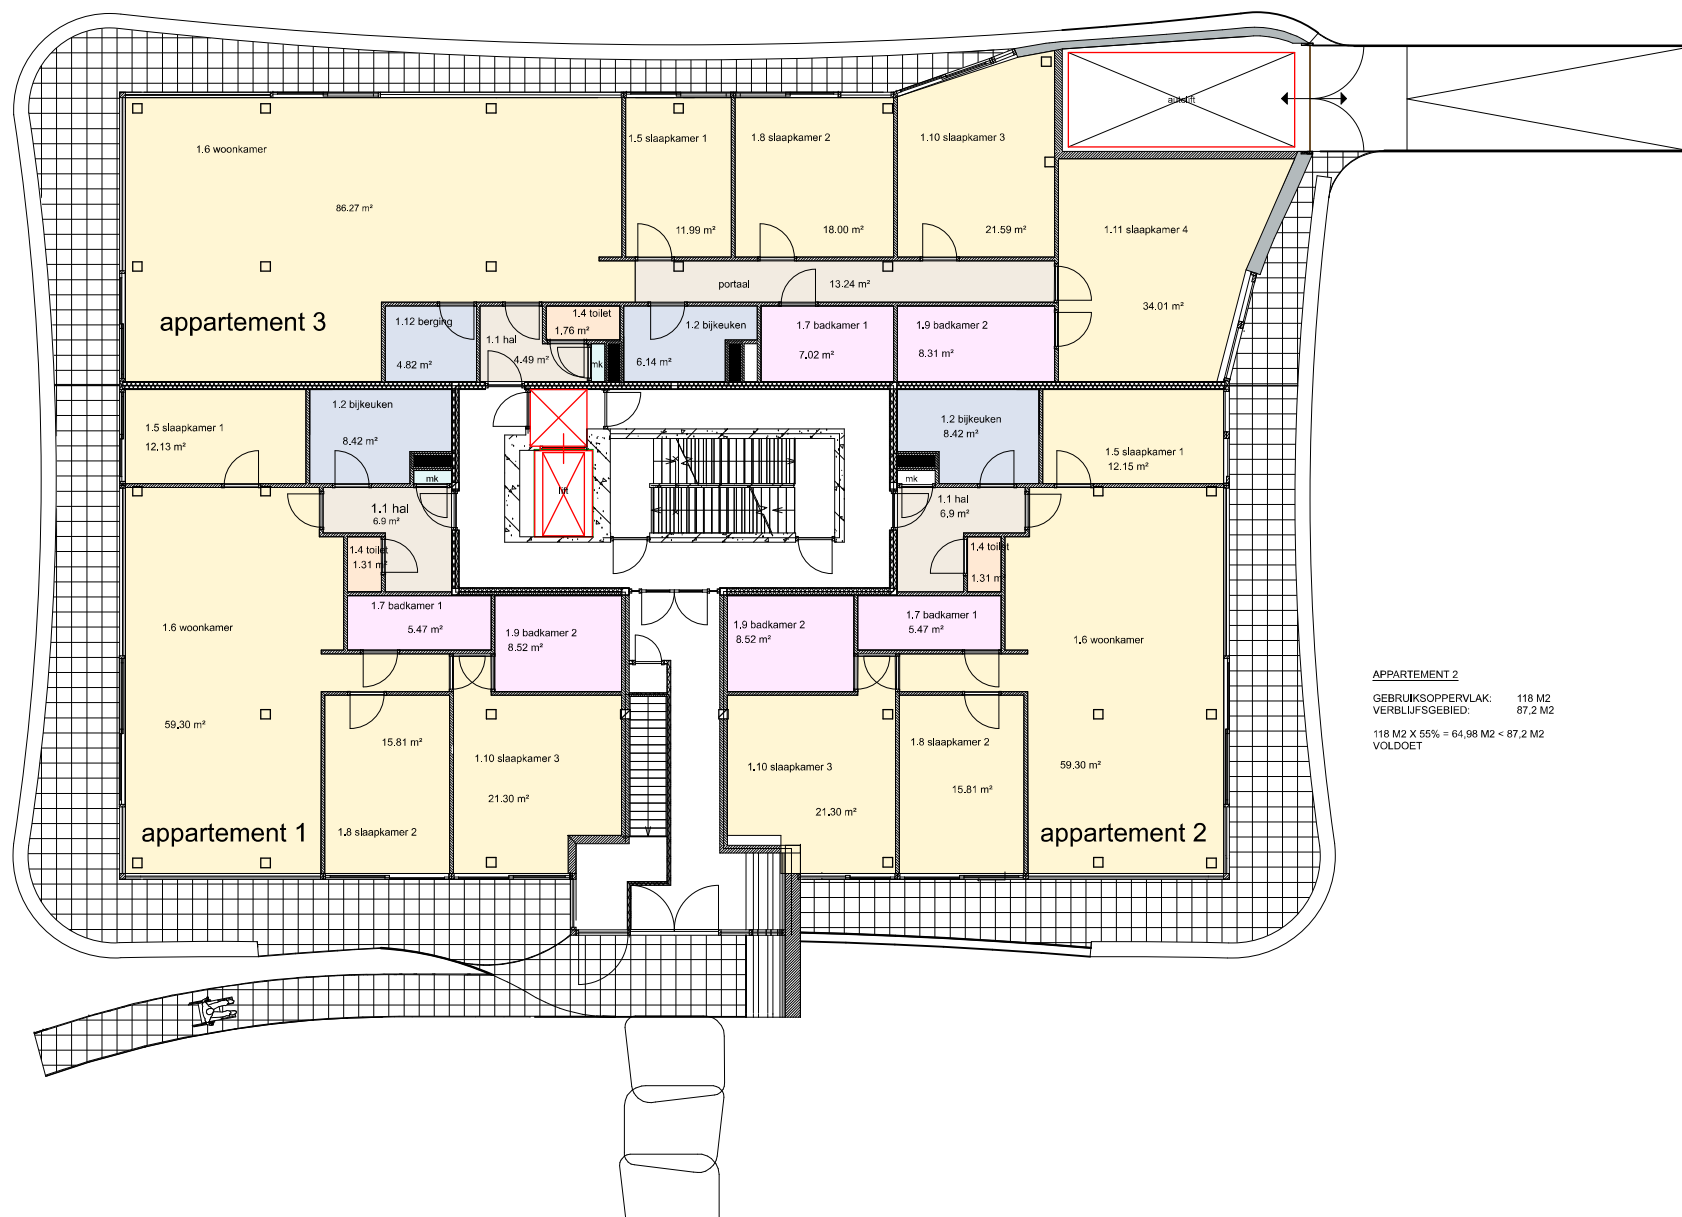 autolift
1.6 woonkamer
86.27 m²
appartement 3
1.5 slaapkamer 1
11.99 m²
1.8 slaapkamer 2
18.00 m²
1.10 slaapkamer 3
21.59 m²
1.11 slaapkamer 4
34.01 m²
portaal
13.24 m²
1.12 berging
4.82 m²
1.1 hal
4.49 m²
1.4 toilet
1,76 m²
mk
1.2 bijkeuken
6.14 m²
1.7 badkamer 1
7.02 m²
1.9 badkamer 2
8.31 m²
1.5 slaapkamer 1
12,13 m²
1.2 bijkeuken
8.42 m²
mk
1.1 hal
6.9 m²
1.4 toilet
1.31 m²
1.7 badkamer 1
5.47 m²
1.9 badkamer 2
8.52 m²
1.6 woonkamer
59.30 m²
15.81 m²
1.8 slaapkamer 2
1.10 slaapkamer 3
21.30 m²
appartement 1
lift
1.2 bijkeuken
8.42 m²
mk
1.5 slaapkamer 1
12.15 m²
1.1 hal
6,9 m²
1.4 toilet
1.31 m
1.7 badkamer 1
5.47 m²
1.9 badkamer 2
8.52 m²
1.6 woonkamer
59.30 m²
1.8 slaapkamer 2
15.81 m²
1.10 slaapkamer 3
21.30 m²
appartement 2
APPARTEMENT 2
GEBRUIKSOPPERVLAK: 118 M2
VERBLIJFSGEBIED: 87,2 M2
118 M2 X 55% = 64,98 M2 < 87,2 M2
VOLDOET